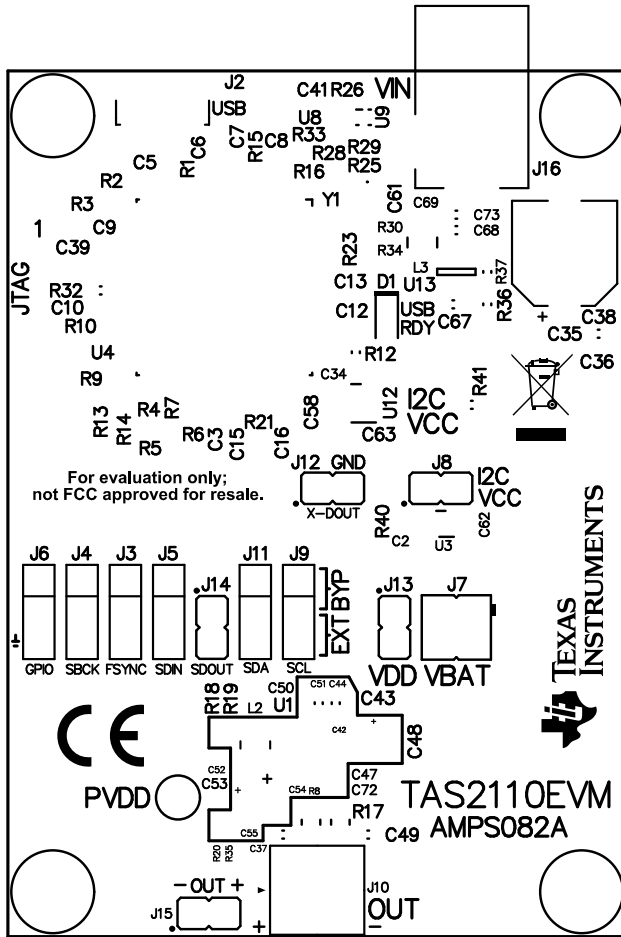 J2
C41 R26 VIN
USB
U8
U9
C7
R15
C8
R33
C6
R1
R28
R29
R25
R16
C5
J16
R2
R3
Y1
C61
C69
1
C9
C39
R23
R30
R34
C73
C68
JTAG
L3
R37
C13 D1 U13
R32
C10
C12
USB
RDY
C67
R36
R10
+
C35
C38
C36
U4
R12
R9
C34
U12
I2C
VCC
R41
R13
R14
R4
R7
R5
R6
C3
C15
R21
C16
C58
C63
For evaluation only;
not FCC approved for resale.
J12 GND
X-DOUT
J8
I2C
VCC
R40
C2
U3
C62
J6 J4 J3 J5 J14 J11 J9
BYP
EXT
J13 J7
GPIO SBCK FSYNC SDIN SDOUT SDA SCL
VDD VBAT
TEXAS
INSTRUMENTS
ti
R18
R19
L2
U1
C50
C51 C44
C43
+
C42
C48
CE
C52
C53
+
+
C47
C72
PVDD
C54 R8
TAS2110EVM
AMPS082A
R17
C55
C37
C49
R20
R35
- OUT +
J15
J10
OUT
+
-